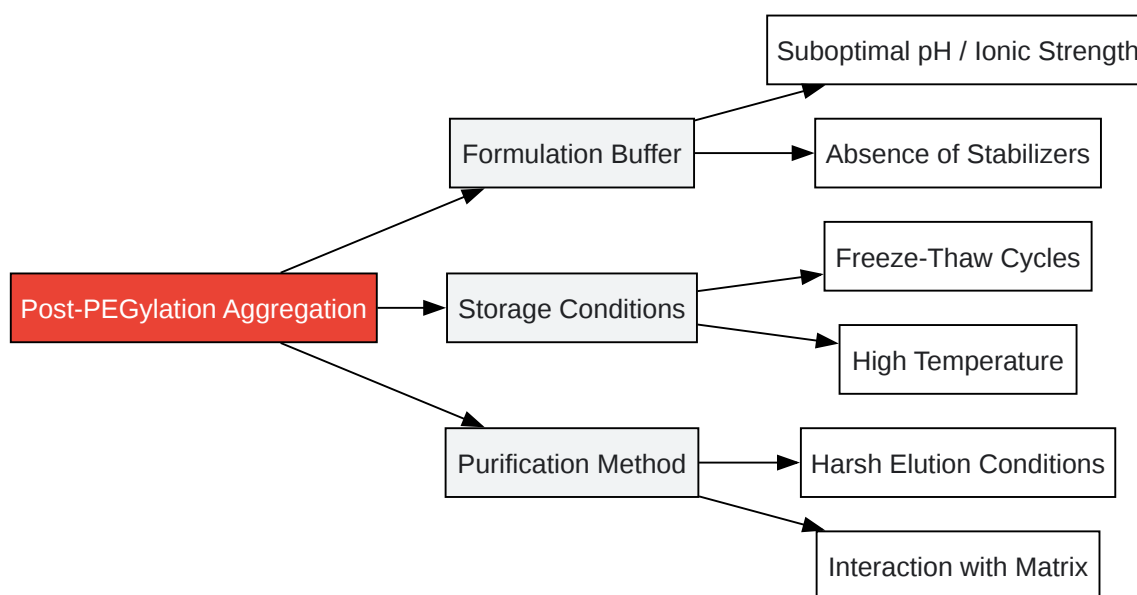 Post-PEGylation Aggregation
Formulation Buffer
Suboptimal pH / Ionic Strength
Absence of Stabilizers
Storage Conditions
Freeze-Thaw Cycles
High Temperature
Purification Method
Harsh Elution Conditions
Interaction with Matrix